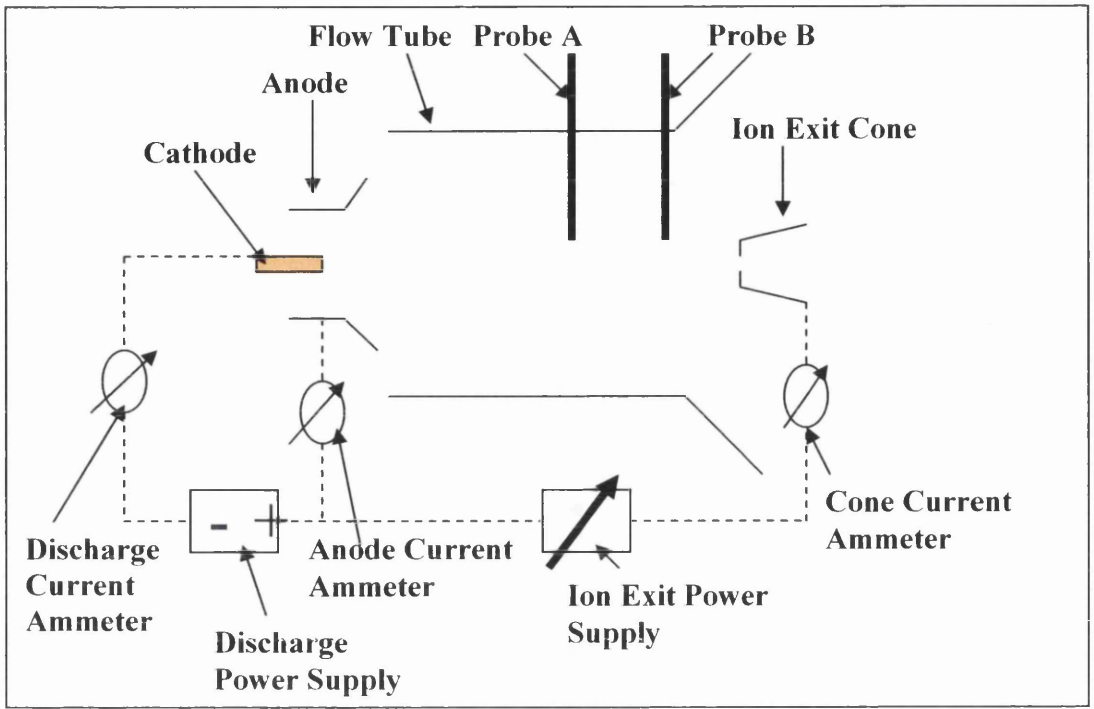 Flow Tube Probe A Probe B
Anode
Ion Exit Cone
Cathode
Cone Current
Ammeter
Discharge
Current
Ammeter
Anode Current
Ammeter
Ion Exit Power
Supply
Discharge
Power Supply
- +